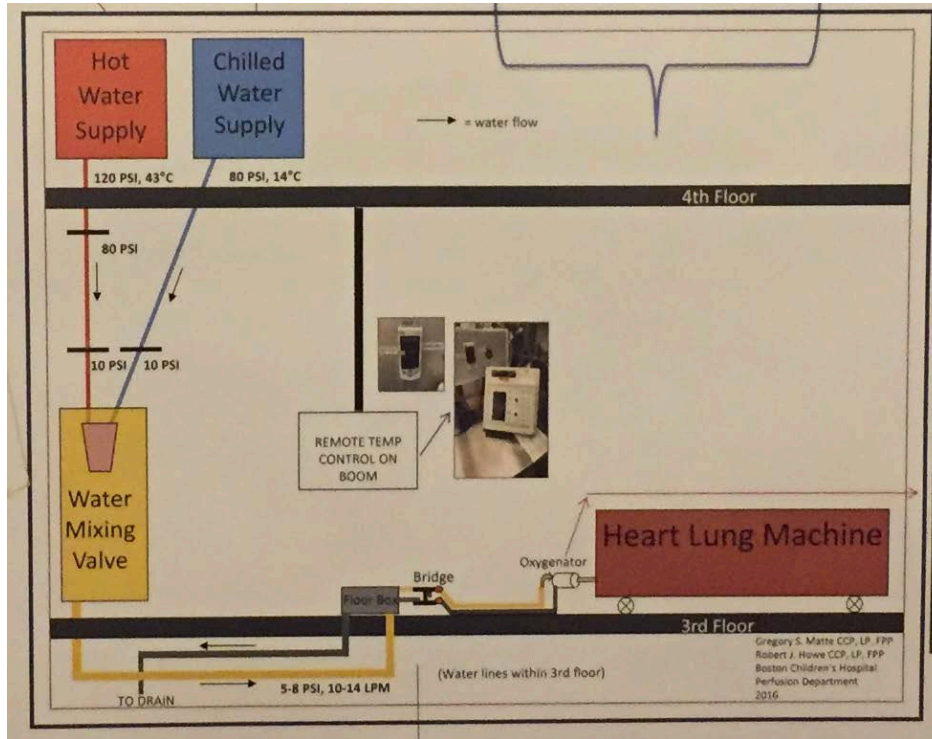 Hot
Water
Supply
Chilled
Water
Supply
= water flow
120 PSI, 43°C
80 PSI, 14°C
4th Floor
80 PSI
10 PSI
10 PSI
REMOTE TEMP
CONTROL ON
BOOM
Water
Mixing
Valve
Heart Lung Machine
Oxygenator
Bridge
Floor Box
3rd Floor
Gregory S. Matte CCP, LP, FPP
Robert J. Howe CCP, LP, FPP
Boston Children's Hospital
Perfusion Department
2016
(Water lines within 3rd floor)
5-8 PSI, 10-14 LPM
TO DRAIN